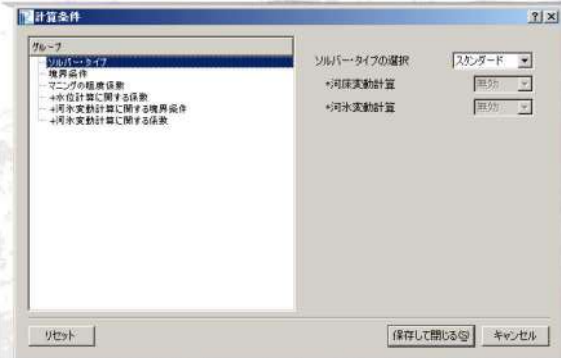 計算条件
グループ
ソルバー・タイプ
境界条件
マニングの粗度係数
+水位計算に関する係数
+河氷変動計算に関する境界条件
+河氷変動計算に関する係数
ソルバー・タイプの選択 スタンダード
+河床変動計算 無効
+河氷変動計算 無効
リセット 保存して閉じる(S) キャンセル